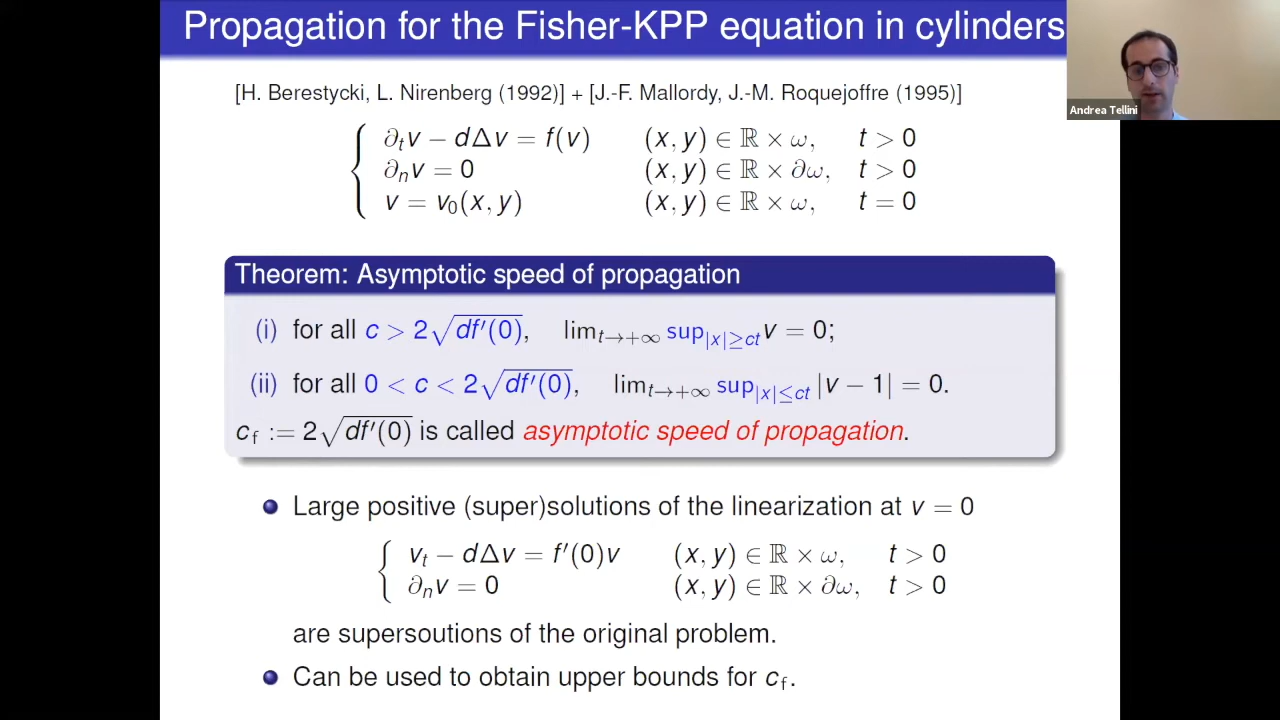 Propagation for the Fisher-KPP equation in cylinders
Andrea Tellini
[H. Berestycki, L. Nirenberg (1992)] + [J.-F. Mallordy, J.-M. Roquejoffre (1995)]
∂ₜv − dΔv = f(v) (x, y) ∈ ℝ × ω, t > 0
∂ₙv = 0 (x, y) ∈ ℝ × ∂ω, t > 0
v = v₀(x, y) (x, y) ∈ ℝ × ω, t = 0
Theorem: Asymptotic speed of propagation
(i) for all c > 2√(df′(0)), lim_{t→+∞} sup_{|x|≥ct} v = 0;
(ii) for all 0 < c < 2√(df′(0)), lim_{t→+∞} sup_{|x|≤ct} |v − 1| = 0.
c_f := 2√(df′(0)) is called asymptotic speed of propagation.
Large positive (super)solutions of the linearization at v = 0
vₜ − dΔv = f′(0)v (x, y) ∈ ℝ × ω, t > 0
∂ₙv = 0 (x, y) ∈ ℝ × ∂ω, t > 0
are supersoutions of the original problem.
Can be used to obtain upper bounds for c_f.